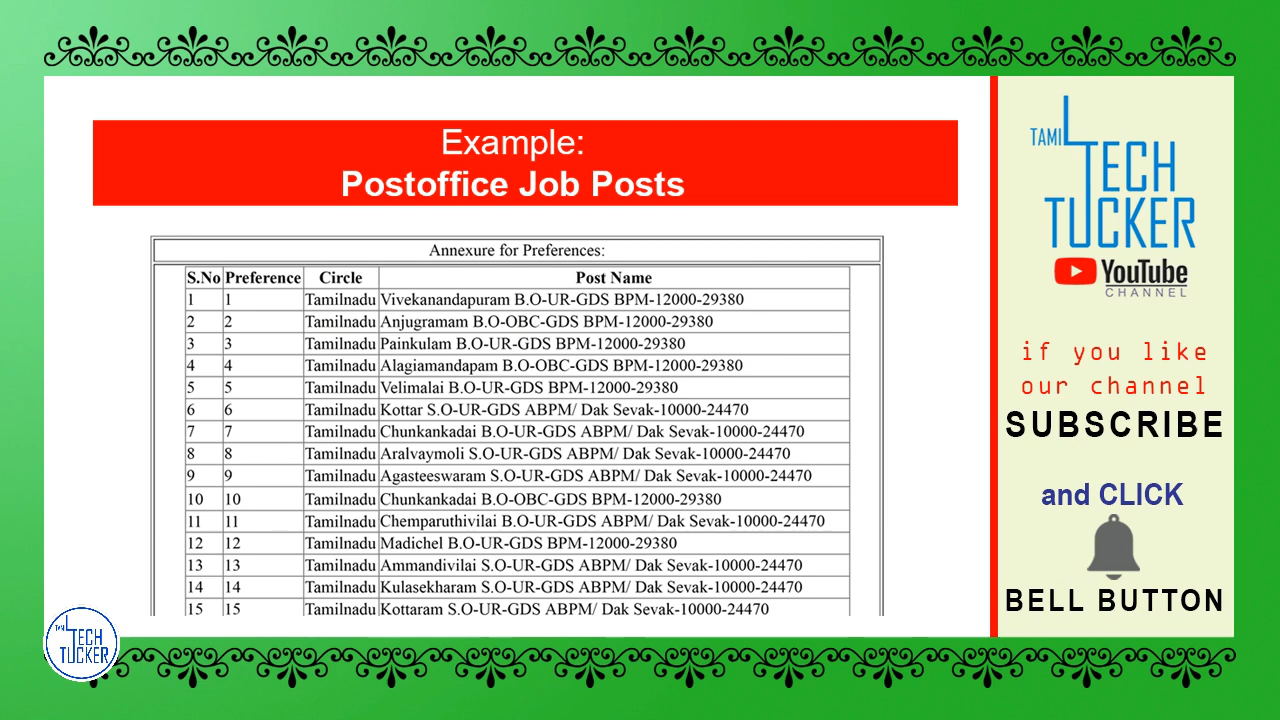 Example:
Postoffice Job Posts
Annexure for Preferences:
S.No Preference Circle Post Name
1 1 Tamilnadu Vivekanandapuram B.O-UR-GDS BPM-12000-29380
2 2 Tamilnadu Anjugramam B.O-OBC-GDS BPM-12000-29380
3 3 Tamilnadu Painkulam B.O-UR-GDS BPM-12000-29380
4 4 Tamilnadu Alagiamandapam B.O-OBC-GDS BPM-12000-29380
5 5 Tamilnadu Velimalai B.O-UR-GDS BPM-12000-29380
6 6 Tamilnadu Kottar S.O-UR-GDS ABPM/ Dak Sevak-10000-24470
7 7 Tamilnadu Chunkankadai B.O-UR-GDS ABPM/ Dak Sevak-10000-24470
8 8 Tamilnadu Aralvaymoli S.O-UR-GDS ABPM/ Dak Sevak-10000-24470
9 9 Tamilnadu Agasteeswaram S.O-UR-GDS ABPM/ Dak Sevak-10000-24470
10 10 Tamilnadu Chunkankadai B.O-OBC-GDS BPM-12000-29380
11 11 Tamilnadu Chemparuthivilai B.O-UR-GDS ABPM/ Dak Sevak-10000-24470
12 12 Tamilnadu Madichel B.O-UR-GDS BPM-12000-29380
13 13 Tamilnadu Ammandivilai S.O-UR-GDS ABPM/ Dak Sevak-10000-24470
14 14 Tamilnadu Kulasekharam S.O-UR-GDS ABPM/ Dak Sevak-10000-24470
15 15 Tamilnadu Kottaram S.O-UR-GDS ABPM/ Dak Sevak-10000-24470
TAMIL
TECH
TUCKER
YouTube
CHANNEL
if you like
our channel
SUBSCRIBE
and CLICK
BELL BUTTON
TAMIL
TECH
TUCKER